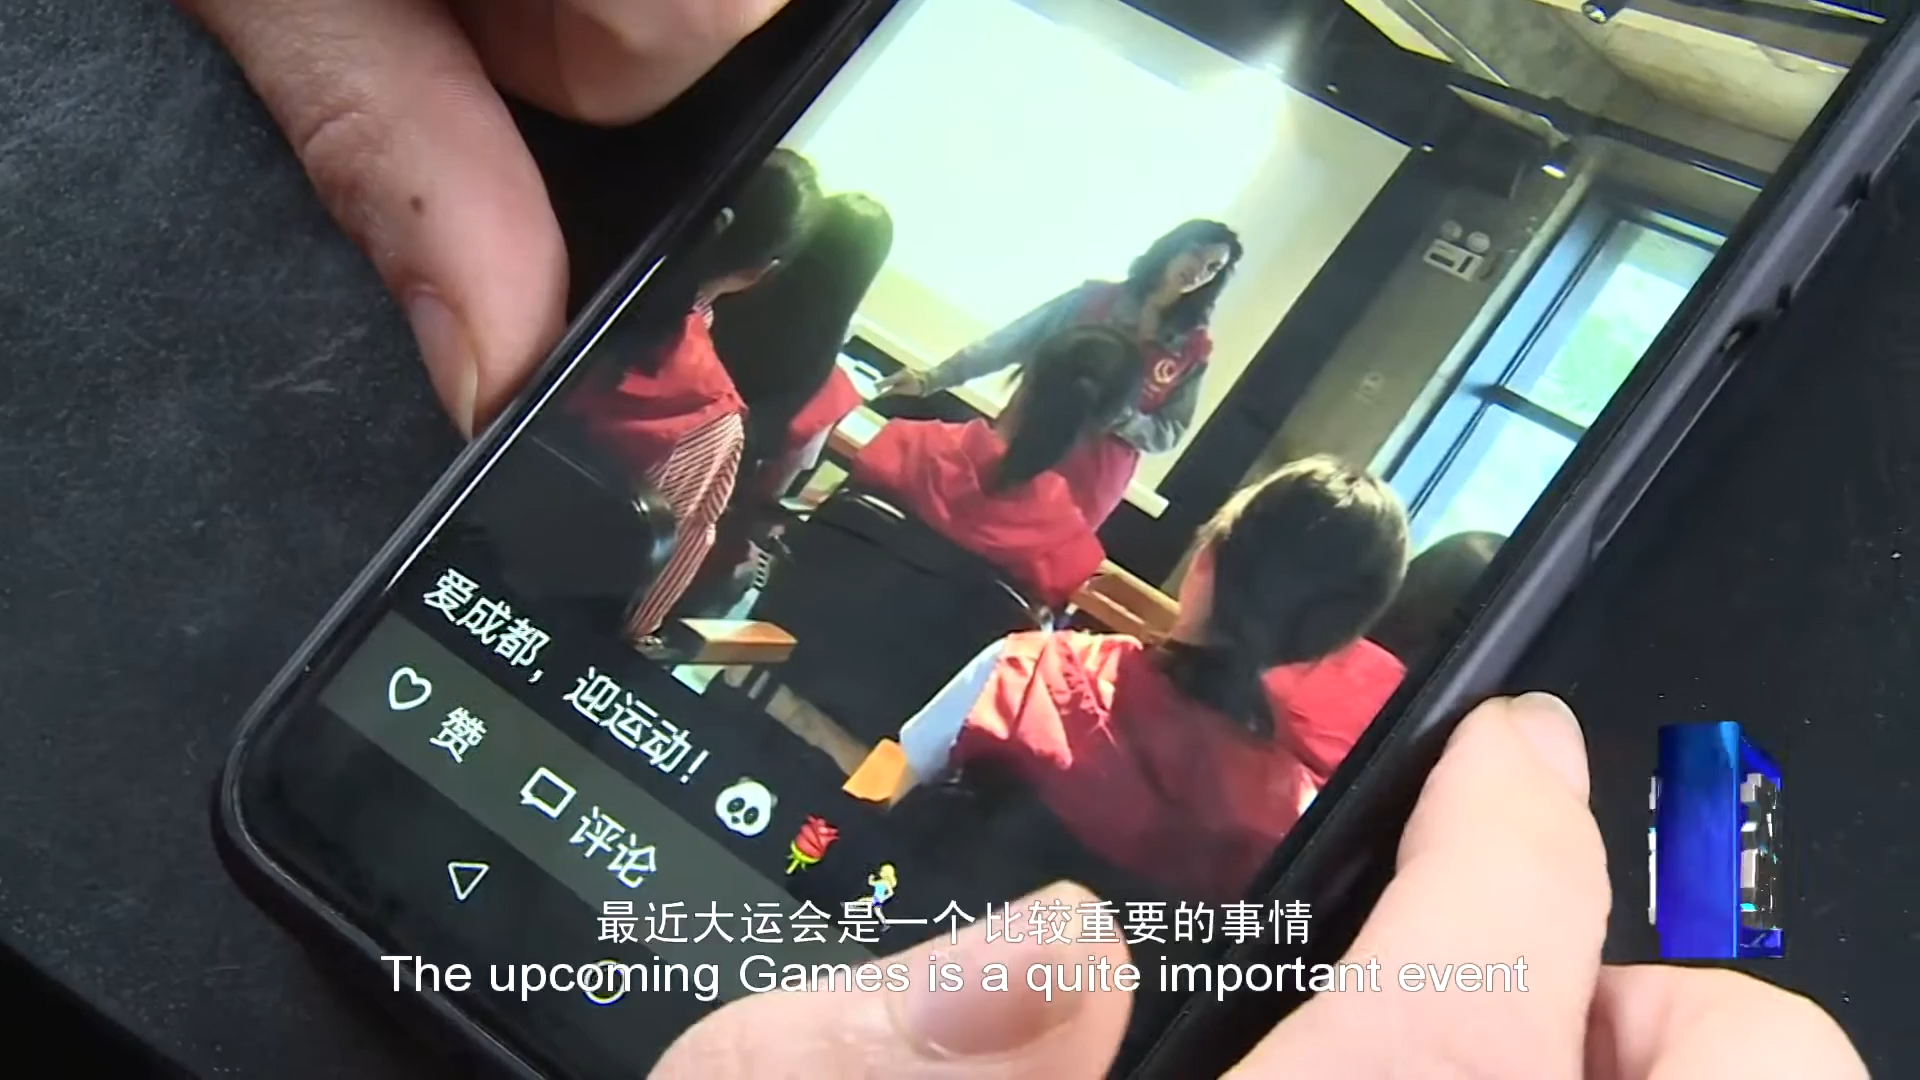 爱成都，迎运动！
赞
评论
最近大运会是一个比较重要的事情
The upcoming Games is a quite important event